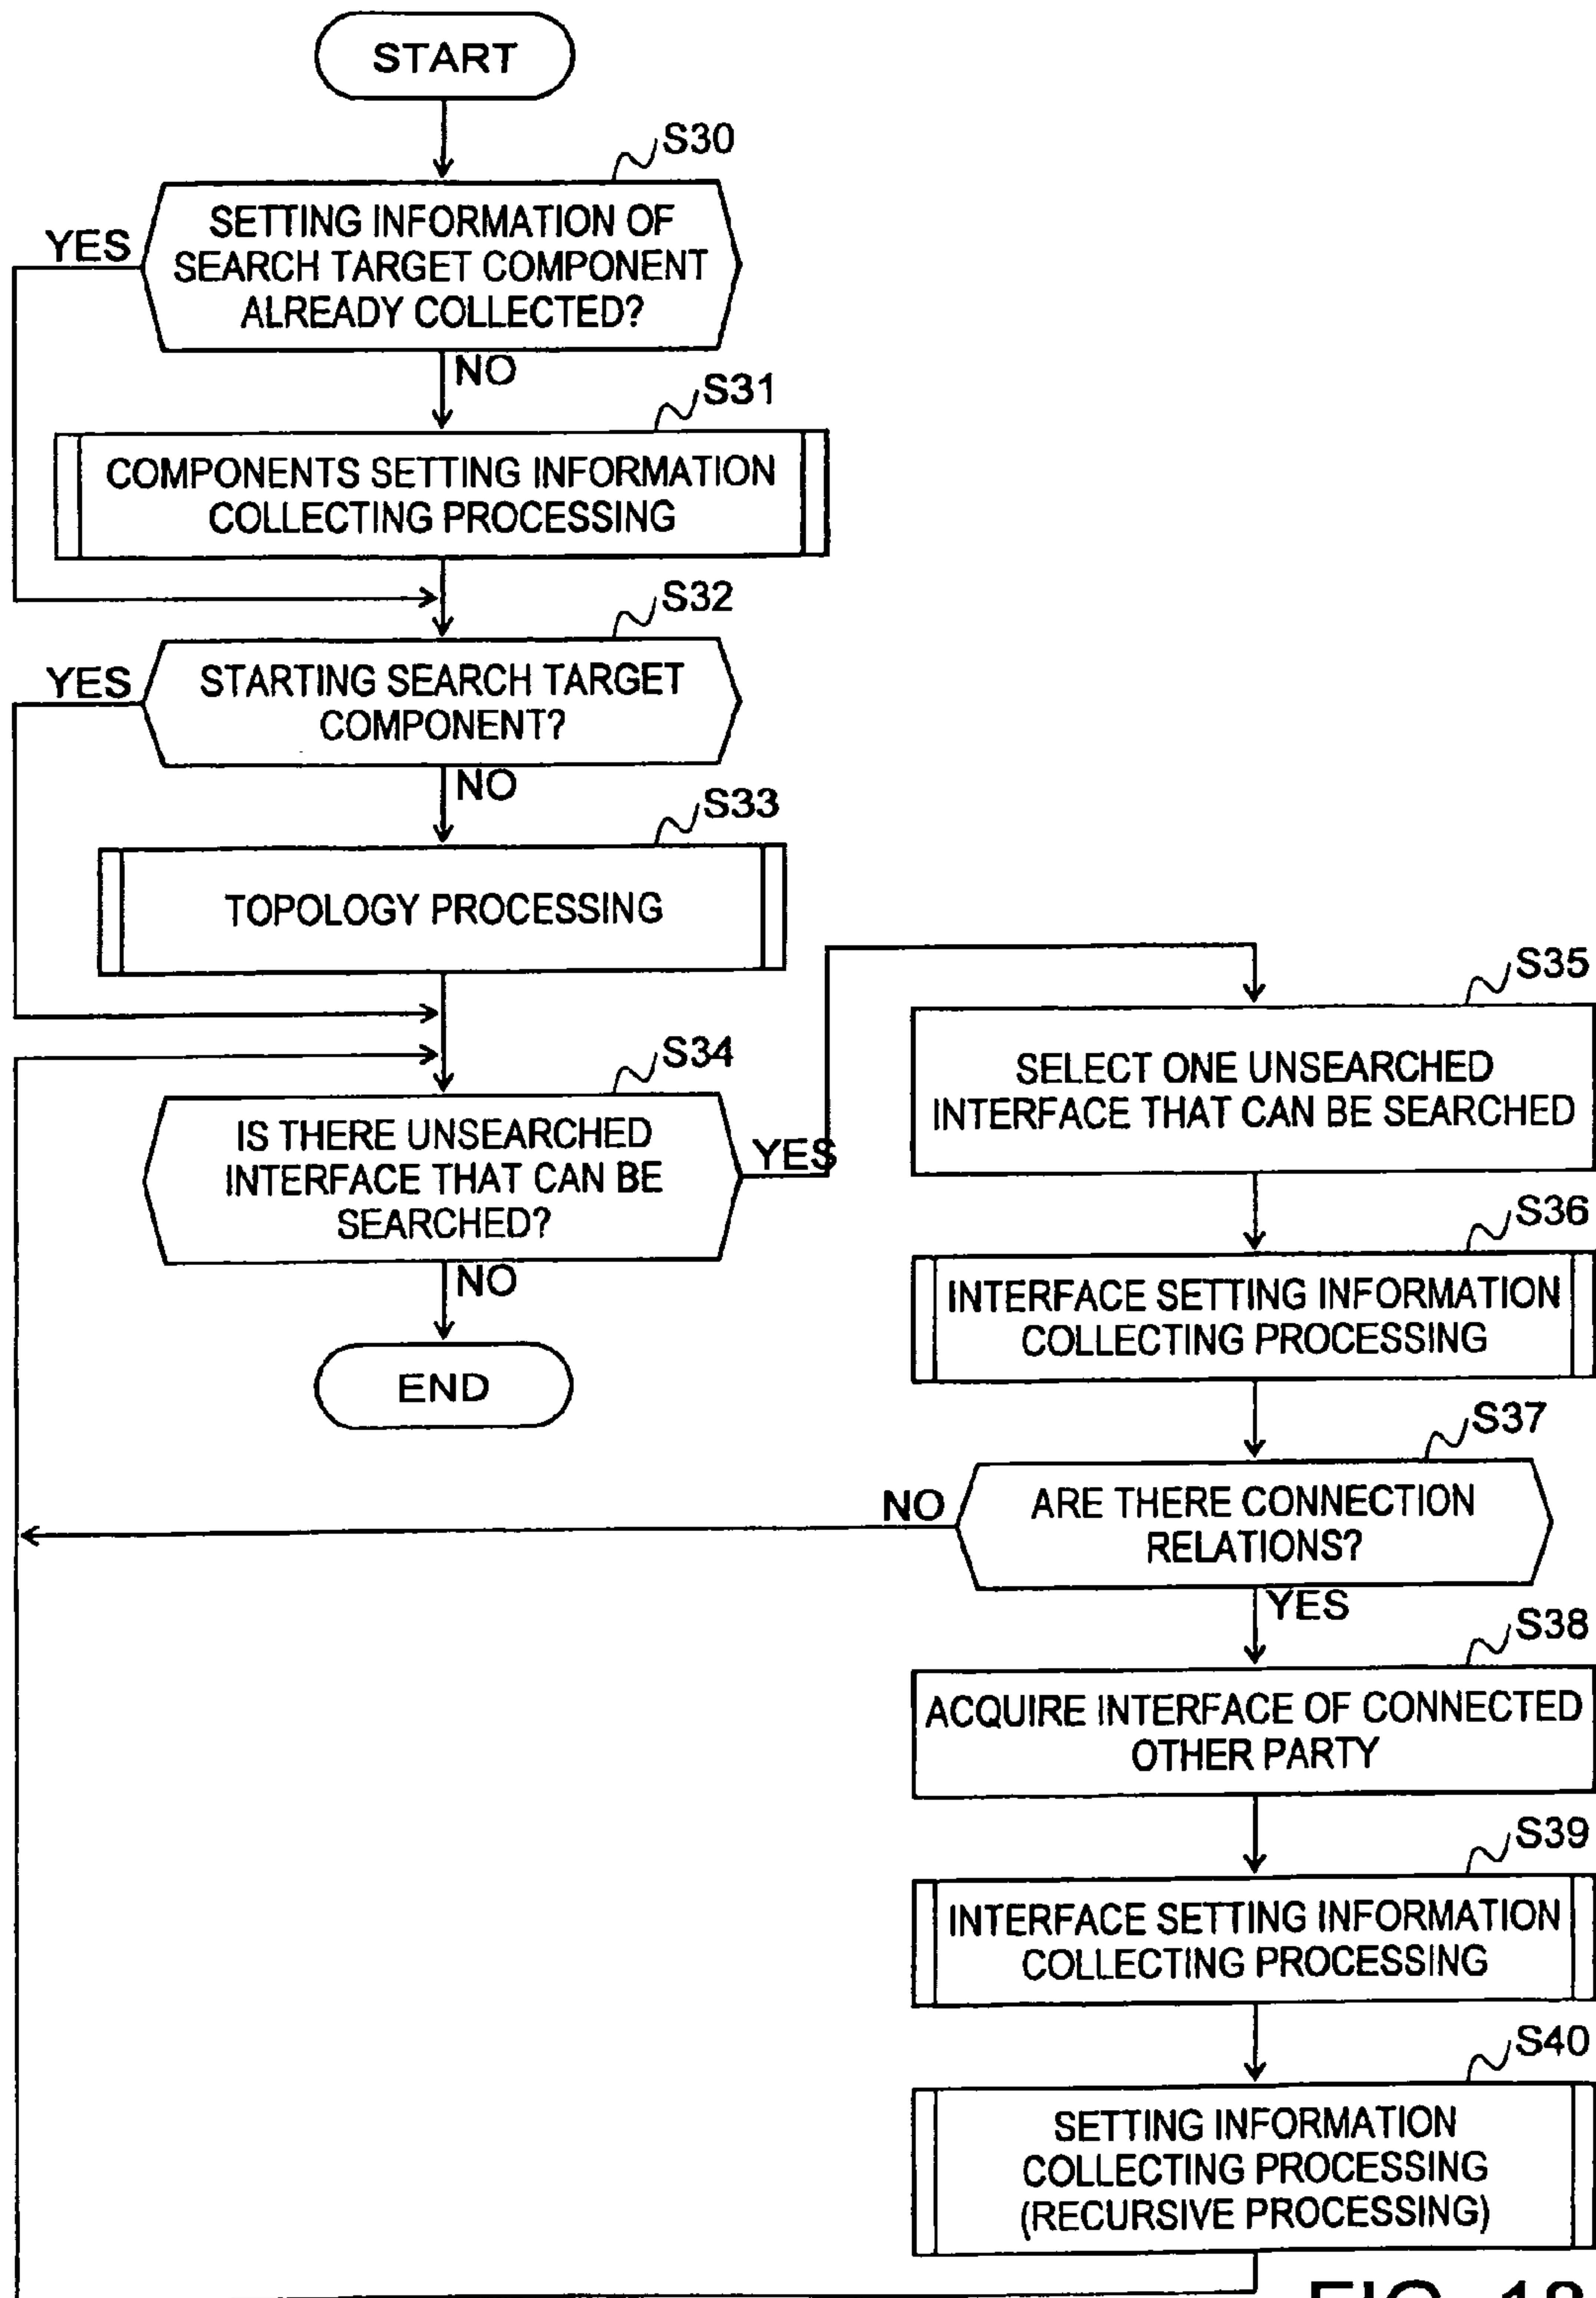 START
S30
SETTING INFORMATION OF
SEARCH TARGET COMPONENT
ALREADY COLLECTED?
YES
NO
S31
COMPONENTS SETTING INFORMATION
COLLECTING PROCESSING
S32
STARTING SEARCH TARGET
COMPONENT?
YES
NO
S33
TOPOLOGY PROCESSING
S34
IS THERE UNSEARCHED
INTERFACE THAT CAN BE
SEARCHED?
YES
NO
END
S35
SELECT ONE UNSEARCHED
INTERFACE THAT CAN BE SEARCHED
S36
INTERFACE SETTING INFORMATION
COLLECTING PROCESSING
S37
ARE THERE CONNECTION
RELATIONS?
NO
YES
S38
ACQUIRE INTERFACE OF CONNECTED
OTHER PARTY
S39
INTERFACE SETTING INFORMATION
COLLECTING PROCESSING
S40
SETTING INFORMATION
COLLECTING PROCESSING
(RECURSIVE PROCESSING)